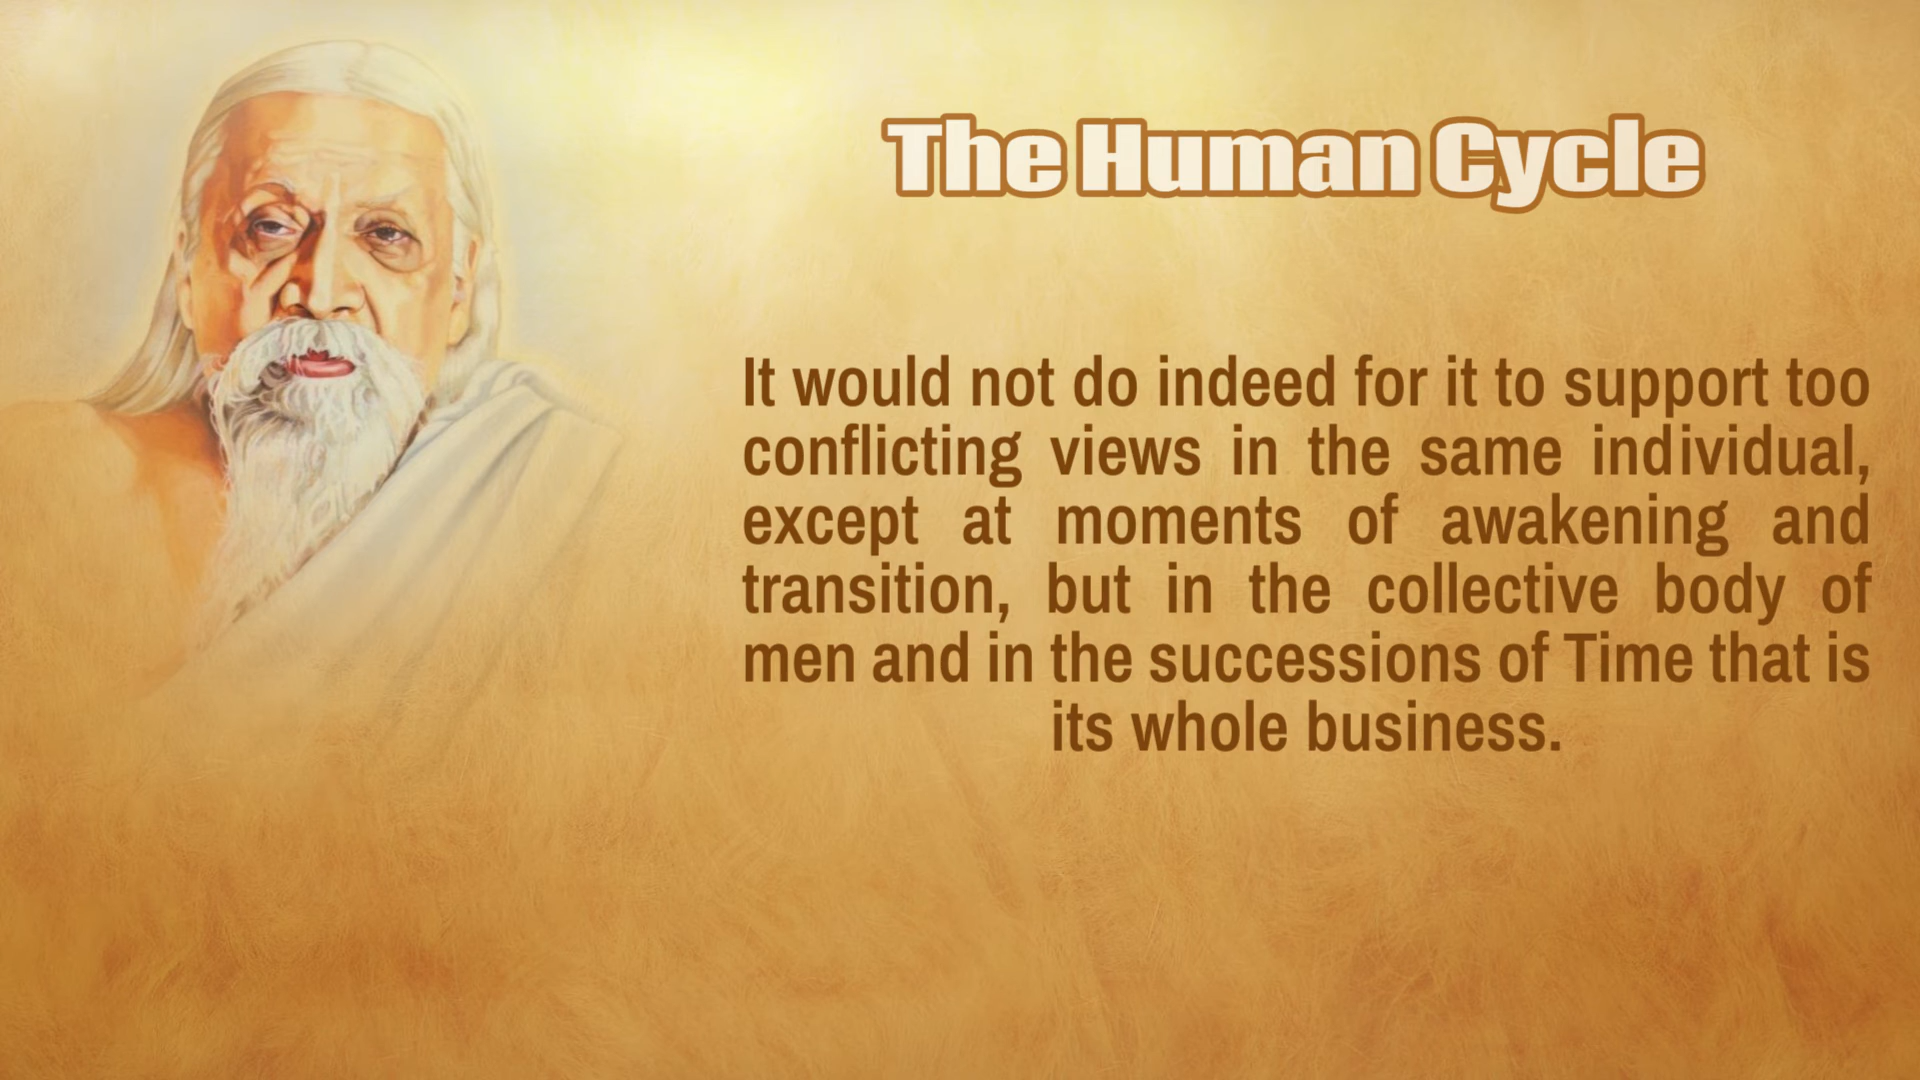 The Human Cycle
It would not do indeed for it to support too
conflicting views in the same individual,
except at moments of awakening and
transition, but in the collective body of
men and in the successions of Time that is
its whole business.